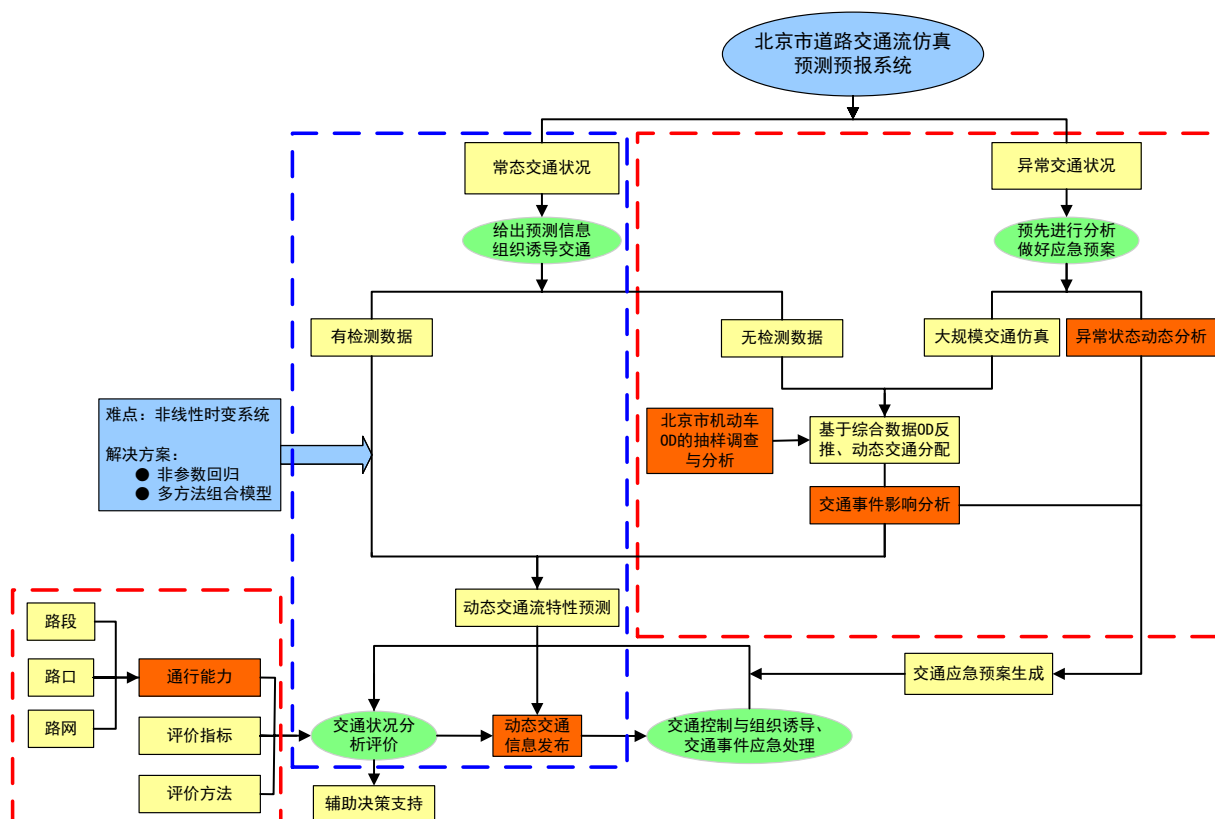 北京市道路交通流仿真
预测预报系统
常态交通状况
异常交通状况
给出预测信息
组织诱导交通
预先进行分析
做好应急预案
有检测数据
无检测数据
大规模交通仿真
异常状态动态分析
难点：非线性时变系统
解决方案：
● 非参数回归
● 多方法组合模型
北京市机动车
OD的抽样调查
与分析
基于综合数据OD反
推、动态交通分配
交通事件影响分析
动态交通流特性预测
路段
路口
路网
通行能力
评价指标
评价方法
交通应急预案生成
交通状况分
析评价
动态交通
信息发布
交通控制与组织诱导、
交通事件应急处理
辅助决策支持